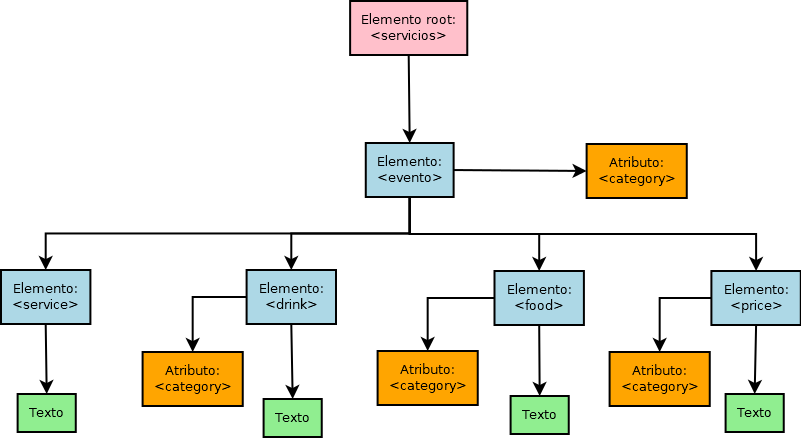 Elemento root:
<servicios>
Elemento:
<evento>
Atributo:
<category>
Elemento:
<service>
Elemento:
<drink>
Elemento:
<food>
Elemento:
<price>
Atributo:
<category>
Atributo:
<category>
Atributo:
<category>
Texto
Texto
Texto
Texto